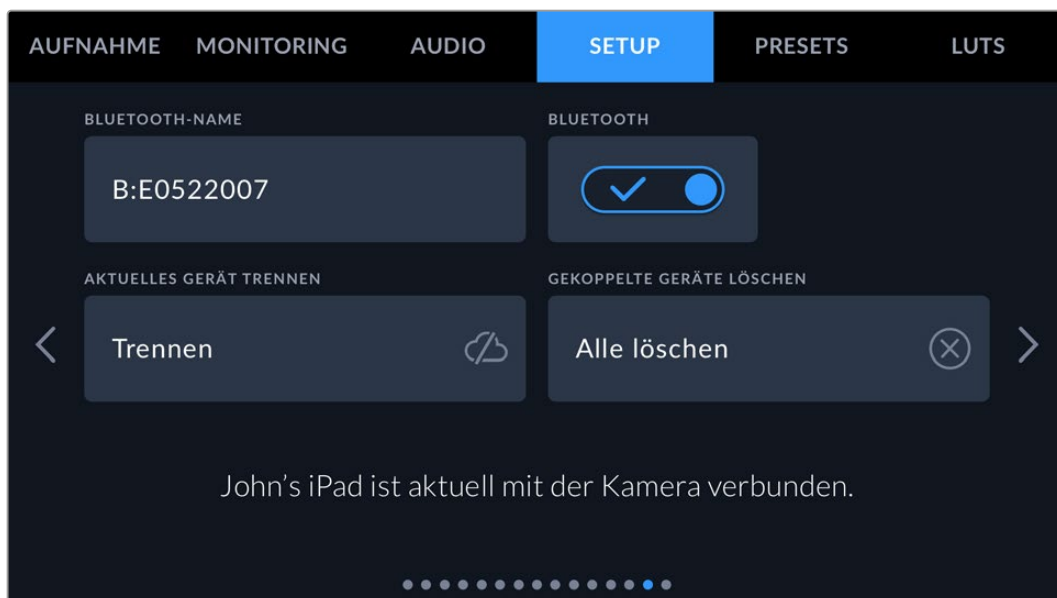 AUFNAHME MONITORING AUDIO SETUP PRESETS LUTS
BLUETOOTH-NAME BLUETOOTH
B:E0522007
AKTUELLES GERÄT TRENNEN GEKOPPELTE GERÄTE LÖSCHEN
Trennen Alle löschen
John’s iPad ist aktuell mit der Kamera verbunden.